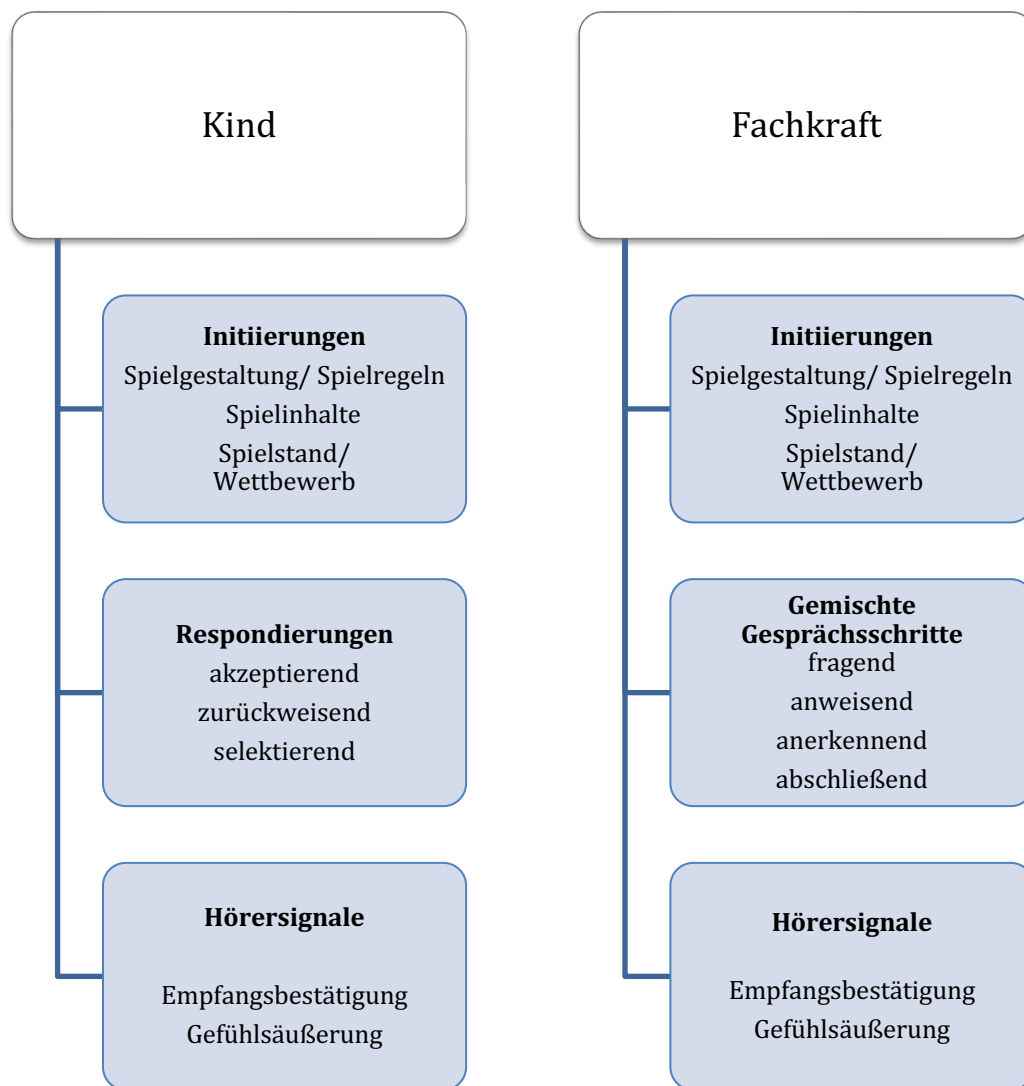 Kind
Initiierungen
Spielgestaltung/ Spielregeln
Spielinhalte
Spielstand/
Wettbewerb
Respondierungen
akzeptierend
zurückweisend
selektierend
Hörersignale
Empfangsbestätigung
Gefühlsäußerung
Fachkraft
Initiierungen
Spielgestaltung/ Spielregeln
Spielinhalte
Spielstand/
Wettbewerb
Gemischte
Gesprächsschritte
fragend
anweisend
anerkennend
abschließend
Hörersignale
Empfangsbestätigung
Gefühlsäußerung